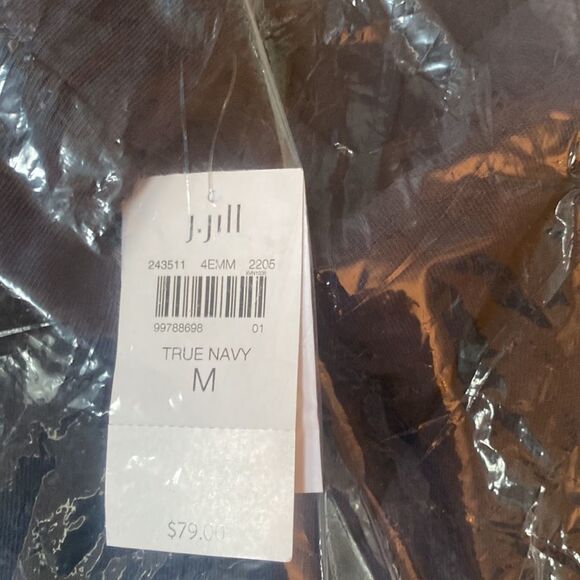 J.Jill
243511 4EMM 2205
99788698 01
TRUE NAVY
M
$79.00